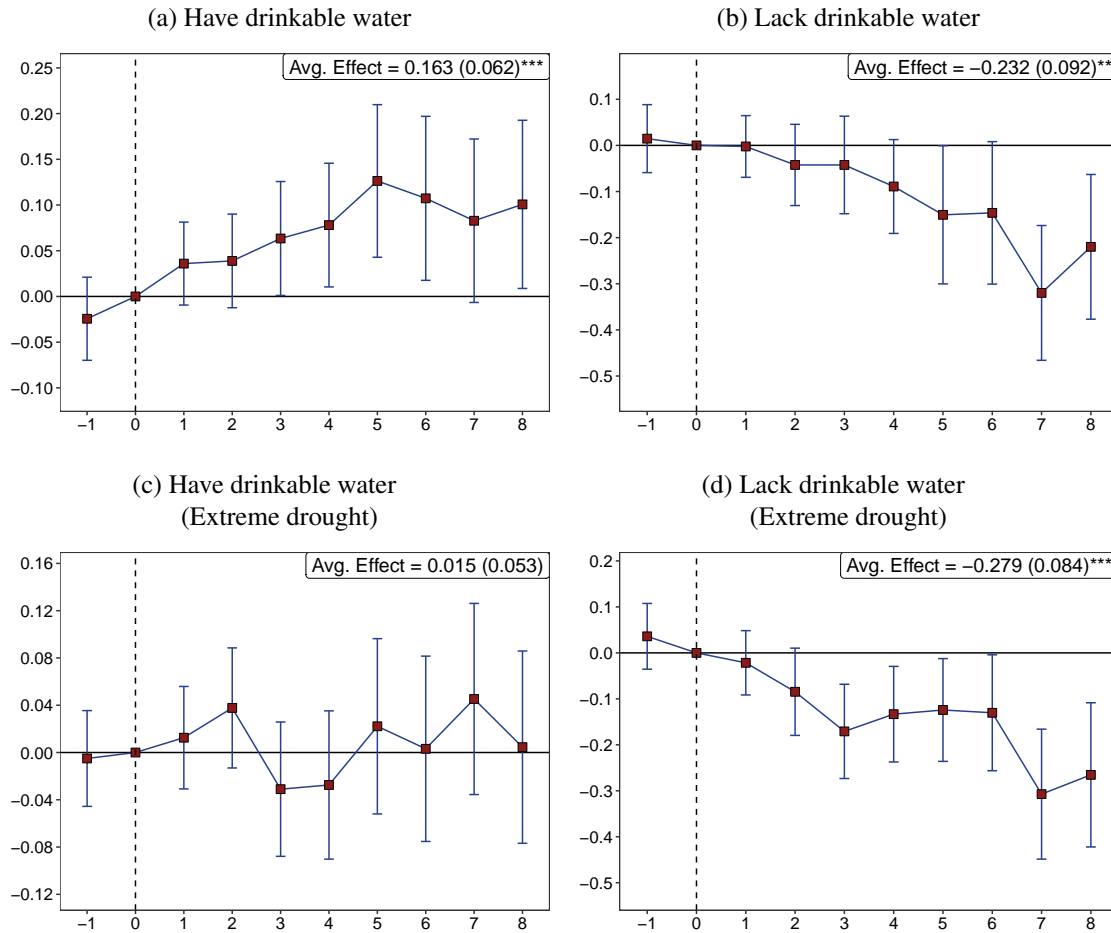 (a) Have drinkable water
Avg. Effect = 0.163 (0.062)***
0.25
0.20
0.15
0.10
0.05
0.00
−0.05
−0.10
−1 0 1 2 3 4 5 6 7 8
(b) Lack drinkable water
Avg. Effect = −0.232 (0.092)**
0.1
0.0
−0.1
−0.2
−0.3
−0.4
−0.5
−1 0 1 2 3 4 5 6 7 8
(c) Have drinkable water
(Extreme drought)
Avg. Effect = 0.015 (0.053)
0.16
0.12
0.08
0.04
0.00
−0.04
−0.08
−0.12
−1 0 1 2 3 4 5 6 7 8
(d) Lack drinkable water
(Extreme drought)
Avg. Effect = −0.279 (0.084)***
0.2
0.1
0.0
−0.1
−0.2
−0.3
−0.4
−0.5
−1 0 1 2 3 4 5 6 7 8